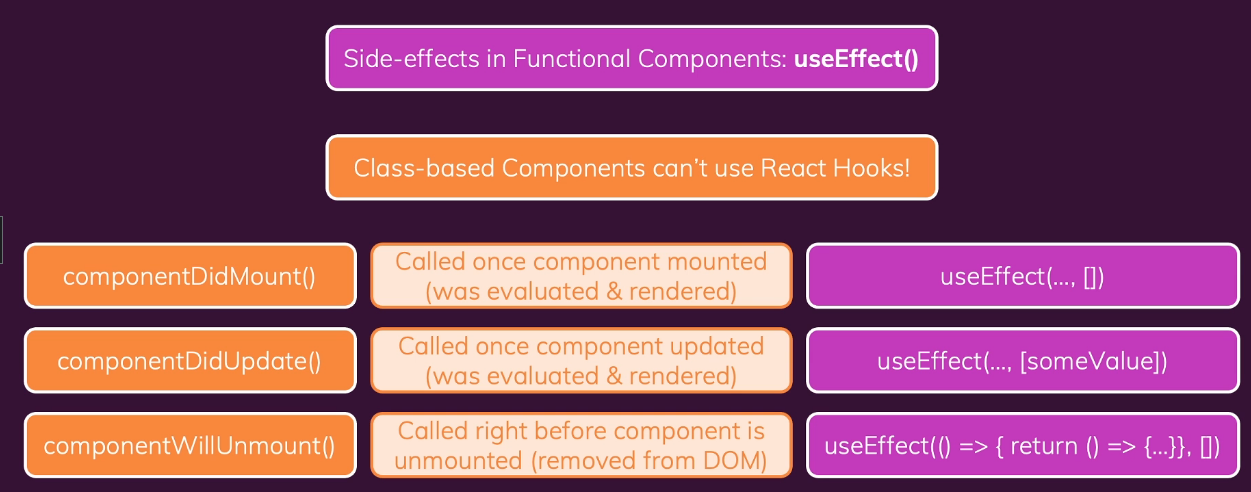 Side-effects in Functional Components: useEffect()
Class-based Components can't use React Hooks!
componentDidMount()
Called once component mounted
(was evaluated & rendered)
useEffect(…, [])
componentDidUpdate()
Called once component updated
(was evaluated & rendered)
useEffect(…, [someValue])
componentWillUnmount()
Called right before component is
unmounted (removed from DOM)
useEffect(() => { return () => {…}}, [])